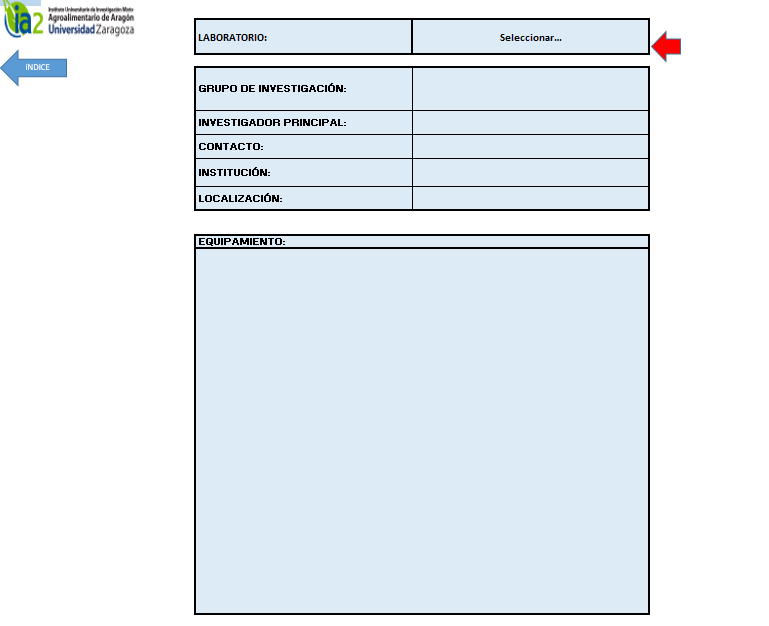 Instituto Universitario de Investigación Mixto
ia2 Agroalimentario de Aragón
Universidad Zaragoza
INDICE
LABORATORIO: Seleccionar...
GRUPO DE INVESTIGACIÓN:
INVESTIGADOR PRINCIPAL:
CONTACTO:
INSTITUCIÓN:
LOCALIZACIÓN:
EQUIPAMIENTO: